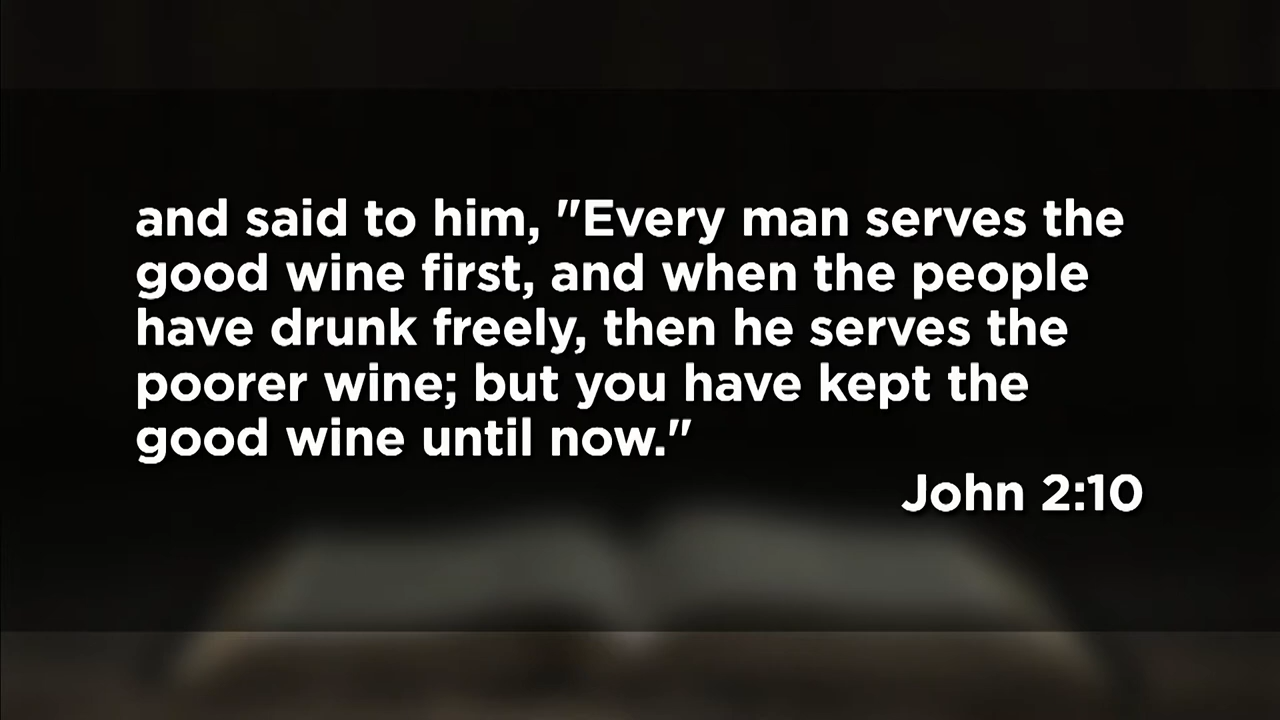 and said to him, "Every man serves the
good wine first, and when the people
have drunk freely, then he serves the
poorer wine; but you have kept the
good wine until now."
John 2:10